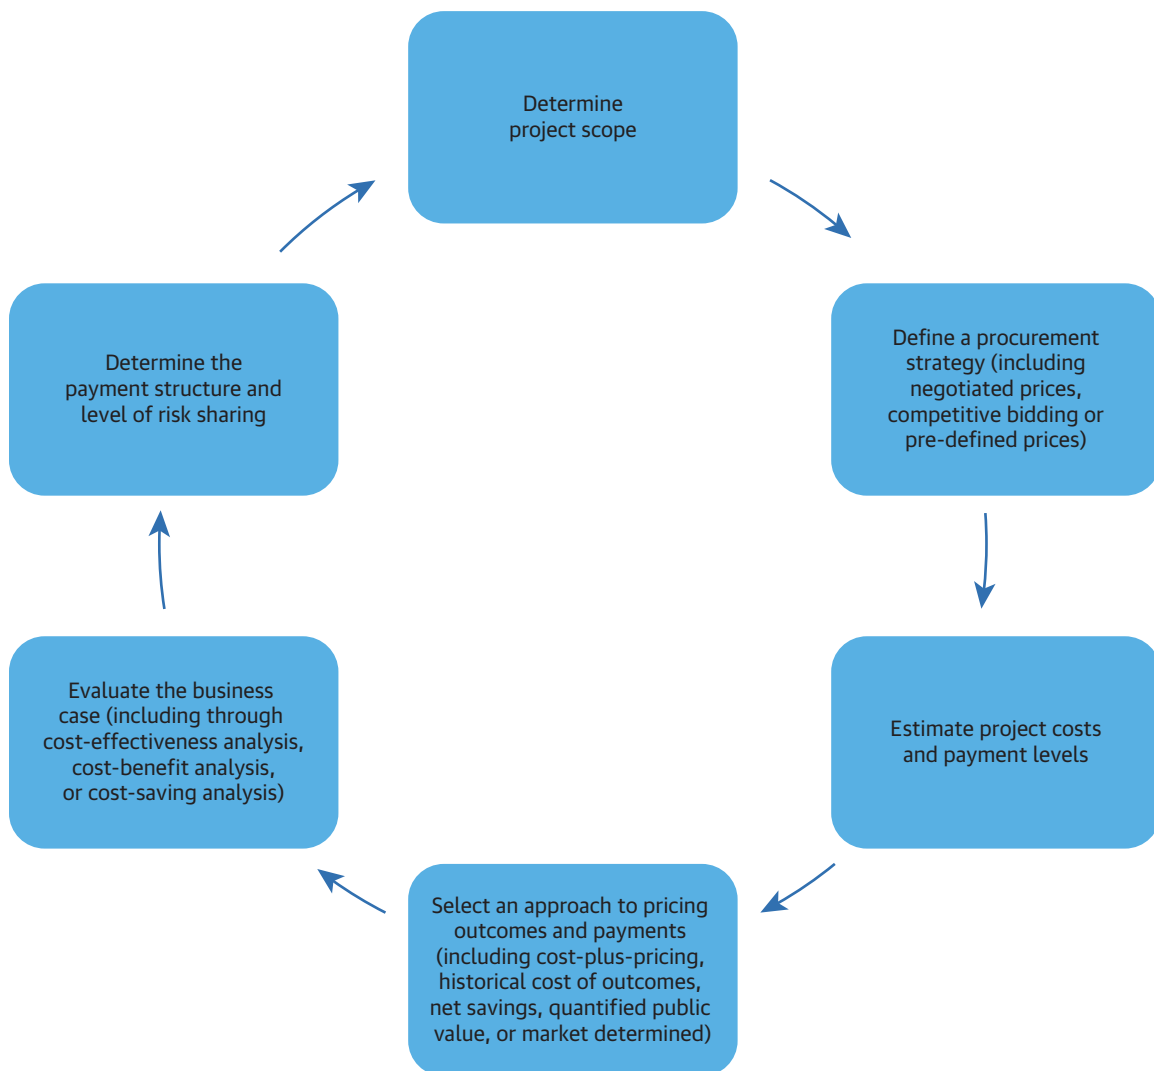 Determine
project scope
Define a procurement
strategy (including
negotiated prices,
competitive bidding or
pre-defined prices)
Estimate project costs
and payment levels
Select an approach to pricing
outcomes and payments
(including cost-plus-pricing,
historical cost of outcomes,
net savings, quantified public
value, or market determined)
Evaluate the business
case (including through
cost-effectiveness analysis,
cost-benefit analysis,
or cost-saving analysis)
Determine the
payment structure and
level of risk sharing